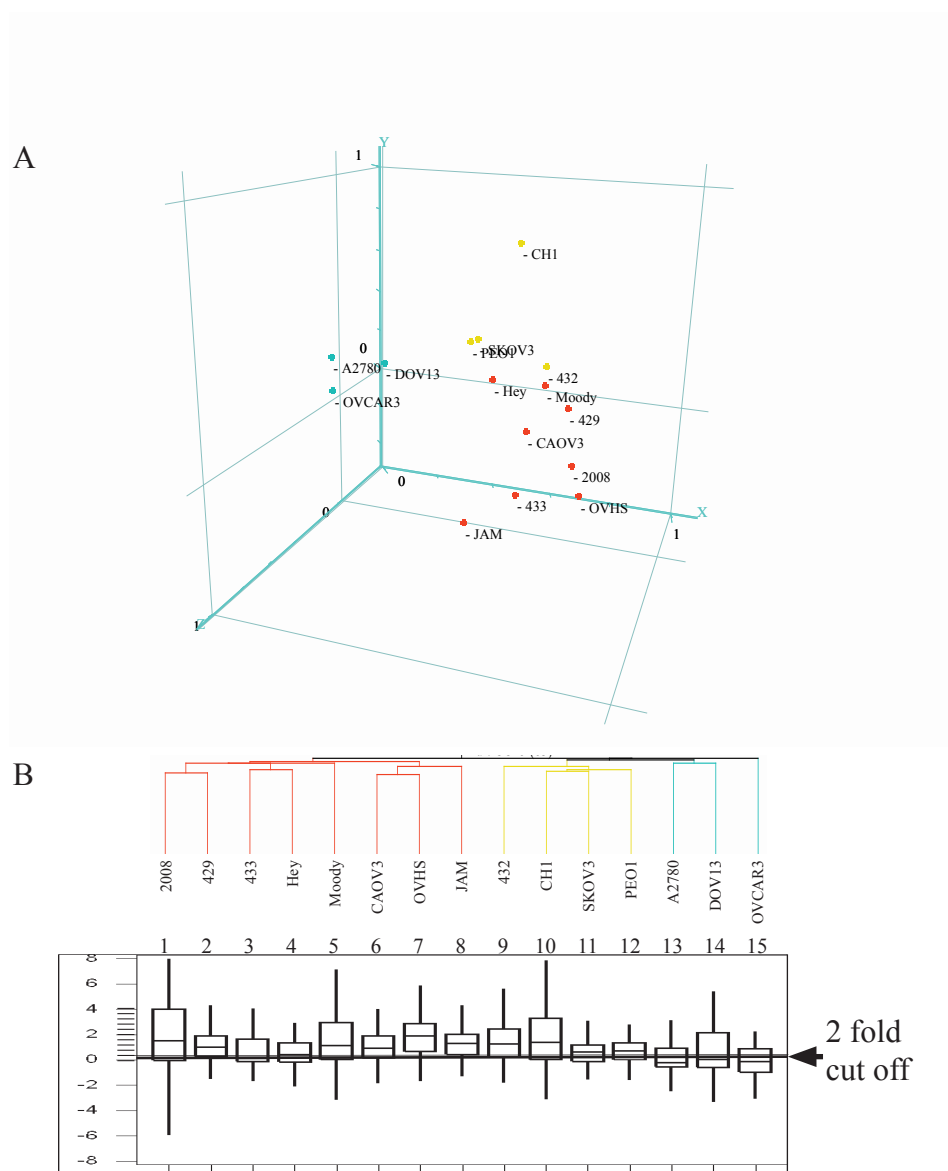 A
Y
1
- CH1
0
- SKOV3
- PEO1
- A2780
- DOV13
- 432
- Hey
- Moody
- OVCAR3
- 429
- CAOV3
0
- 2008
0
- 433
- OVHS
X
- JAM
1
1
Z
B
2008 429 433 Hey Moody CAOV3 OVHS JAM 432 CH1 SKOV3 PEO1 A2780 DOV13 OVCAR3
1 2 3 4 5 6 7 8 9 10 11 12 13 14 15
8
6
4
2
0
-2
-4
-6
-8
2 fold
cut off